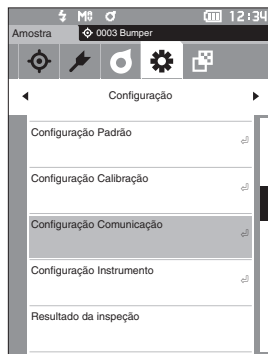 12:34
Amostra 0003 Bumper
Configuração
Configuração Padrão
Configuração Calibração
Configuração Comunicação
Configuração Instrumento
Resultado da inspeção